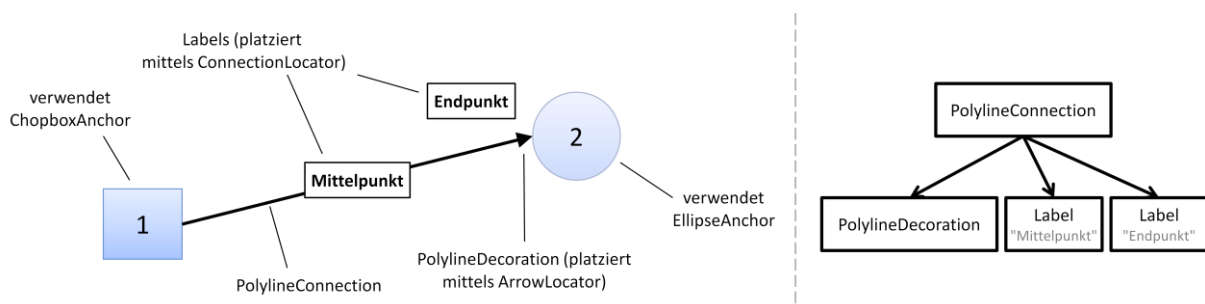 Labels (platziert
mittels ConnectionLocator)
verwendet
ChopboxAnchor
Endpunkt
2
Mittelpunkt
1
verwendet
EllipseAnchor
PolylineDecoration (platziert
mittels ArrowLocator)
PolylineConnection
PolylineConnection
PolylineDecoration
Label
"Mittelpunkt"
Label
"Endpunkt"